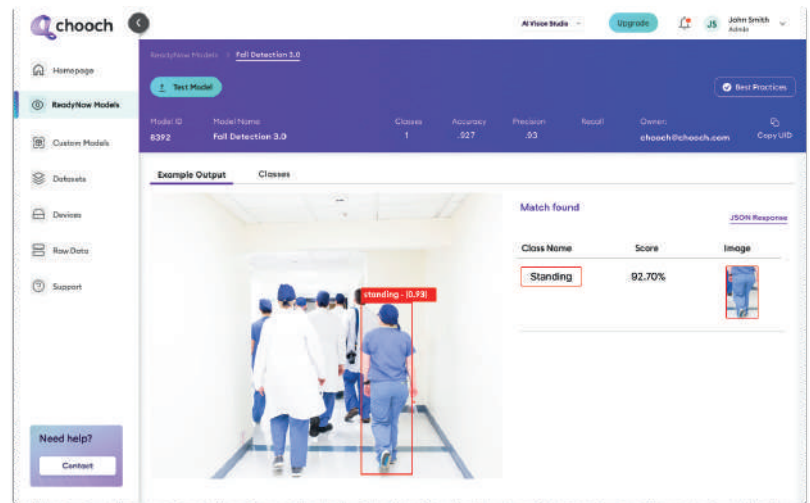 chooch
AI Vision Studio
Upgrade
JS
John Smith
Admin
Homepage
ReadyNow Models
Custom Models
Datasets
Devices
Raw Data
Support
Need help?
Contact
ReadyNow Models > Fall Detection 3.0
Test Model
Best Practices
Model ID Model Name: Classes Accuracy Precision Recall Owner:
8392 Fall Detection 3.0 1 .927 .93 chooch@chooch.com Copy UID
Example Output Classes
standing - (0.93)
Match found
JSON Response
Class Name Score Image
Standing 92.70%